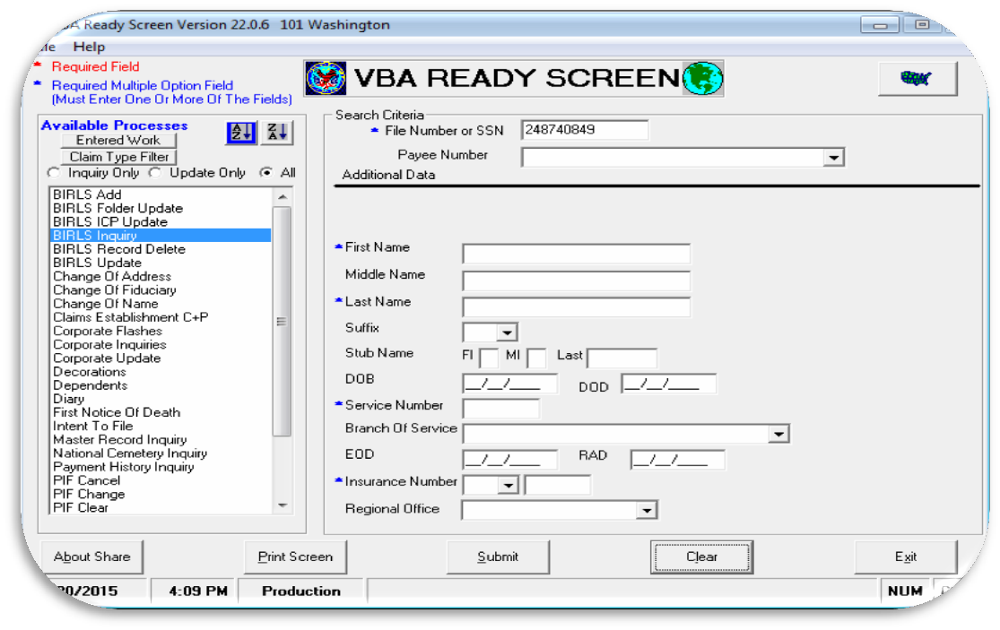 BA Ready Screen Version 22.0.6 101 Washington
Help
* Required Field
* Required Multiple Option Field
(Must Enter One Or More Of The Fields)
VBA READY SCREEN
Available Processes
Entered Work
Claim Type Filter
Inquiry Only Update Only All
BIRLS Add
BIRLS Folder Update
BIRLS ICP Update
BIRLS Inquiry
BIRLS Record Delete
BIRLS Update
Change Of Address
Change Of Fiduciary
Change Of Name
Claims Establishment C+P
Corporate Flashes
Corporate Inquiries
Corporate Update
Decorations
Dependents
Diary
First Notice Of Death
Intent To File
Master Record Inquiry
National Cemetery Inquiry
Payment History Inquiry
PIF Cancel
PIF Change
PIF Clear
Search Criteria
* File Number or SSN 248740849
Payee Number
Additional Data
* First Name
Middle Name
* Last Name
Suffix
Stub Name FI MI Last
DOB __/__/____ DOD __/__/____
* Service Number
Branch Of Service
EOD __/__/____ RAD __/__/____
* Insurance Number
Regional Office
About Share Print Screen Submit Clear Exit
20/2015 4:09 PM Production NUM